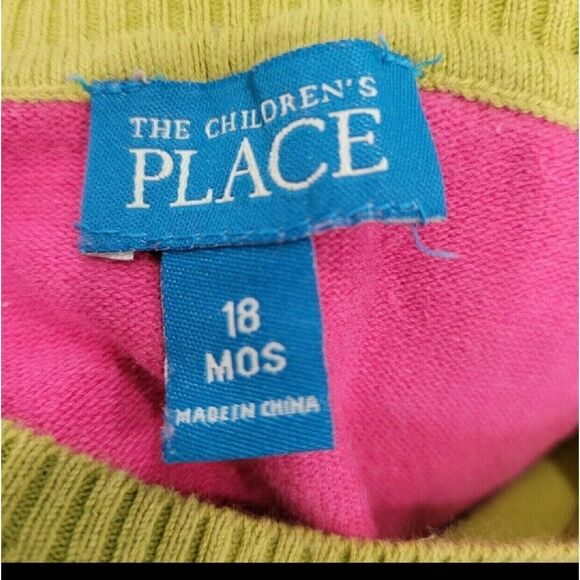 THE CHILDREN'S
PLACE
18
MOS
MADE IN CHINA